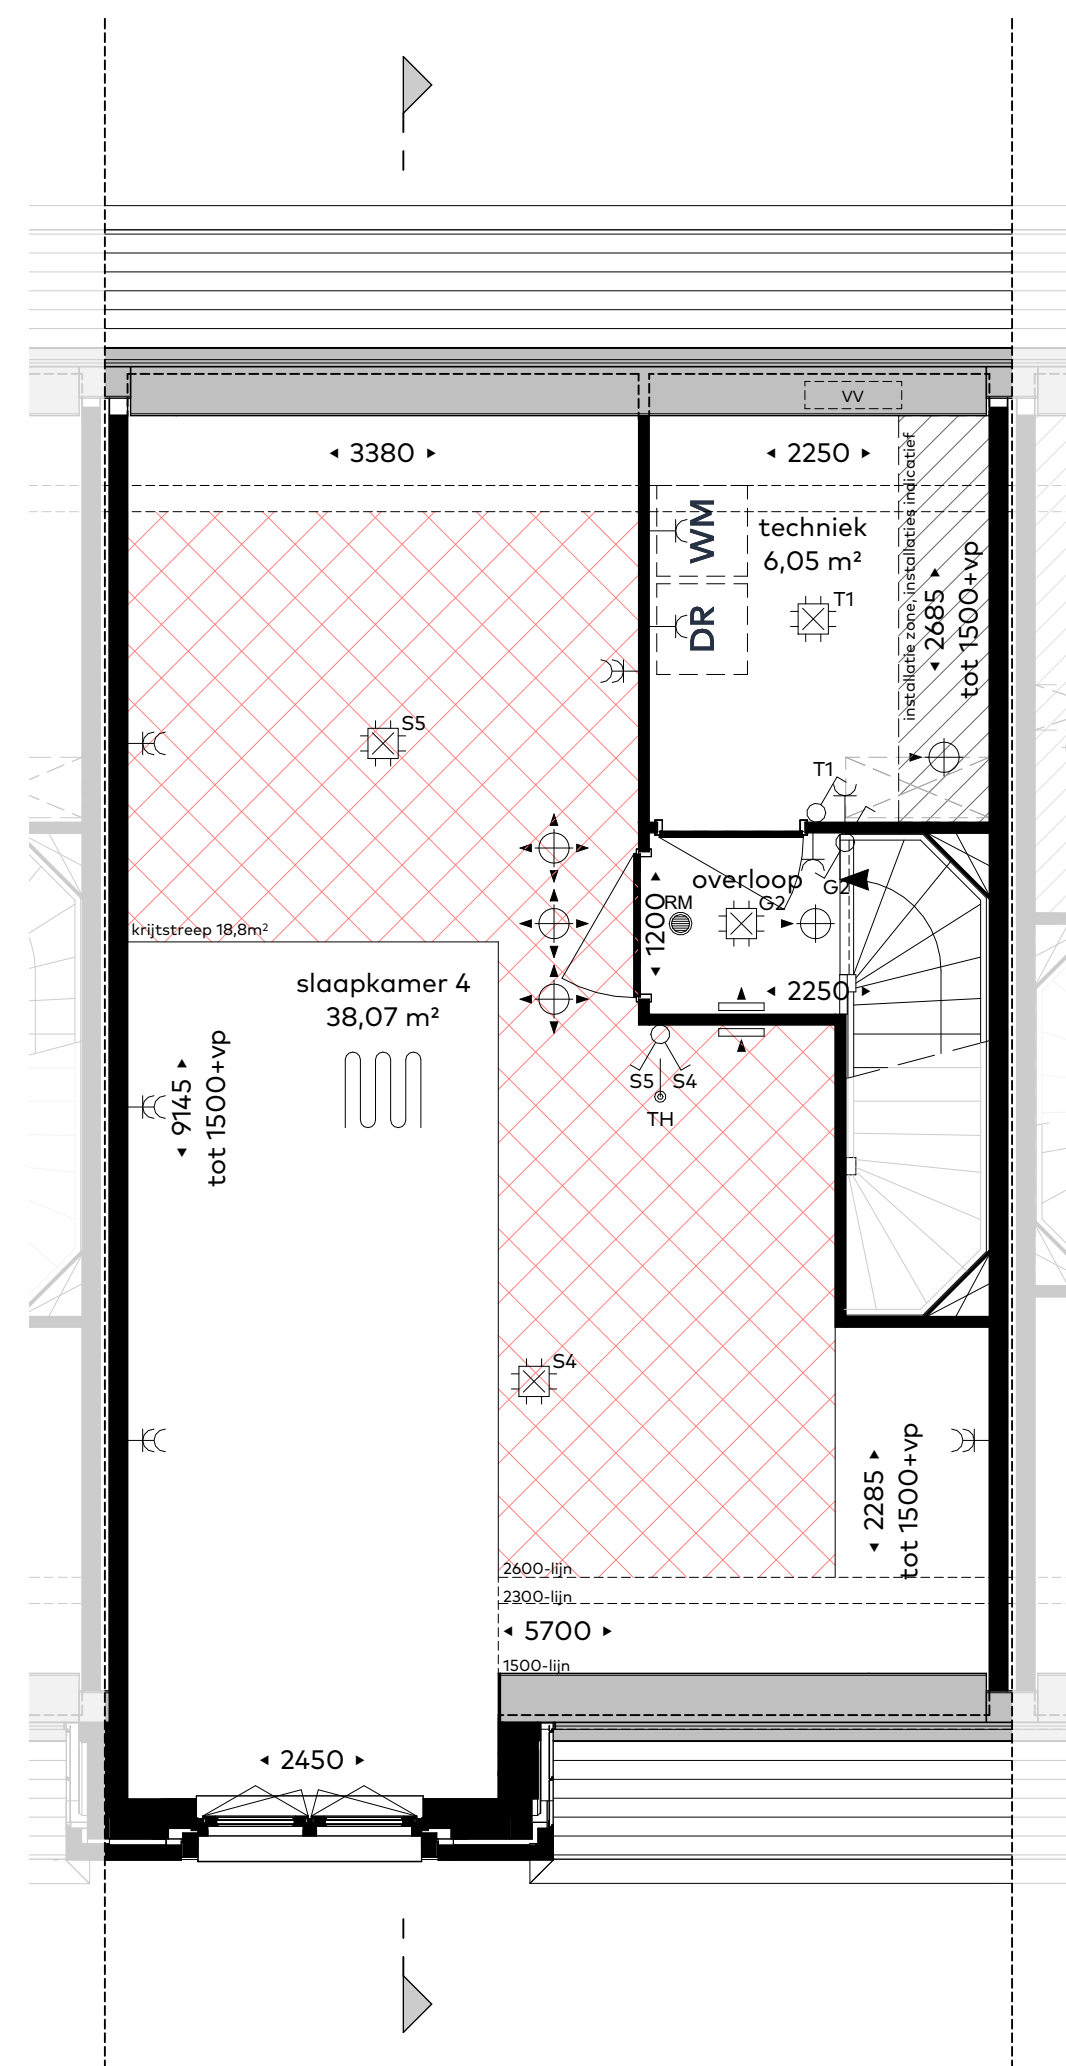 VV
3380
2250
WM
techniek
6,05 m²
installatie zone, installaties indicatief
2685
tot 1500+vp
DR
T1
S5
T1
overloop
G2
RM
G2
1200
krijtstreep 18,8m²
slaapkamer 4
38,07 m²
2250
9145
tot 1500+vp
S5
S4
TH
S4
2285
tot 1500+vp
2600-lijn
2300-lijn
5700
1500-lijn
2450